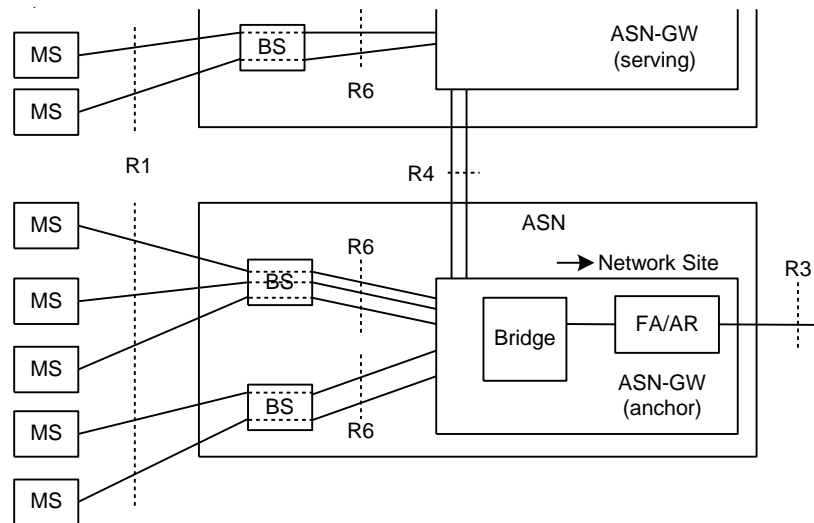 MS
BS
ASN-GW
(serving)
MS
R6
R1
R4
MS
ASN
R6
Network Site
R3
BS
MS
Bridge
FA/AR
MS
ASN-GW
(anchor)
BS
MS
R6
MS